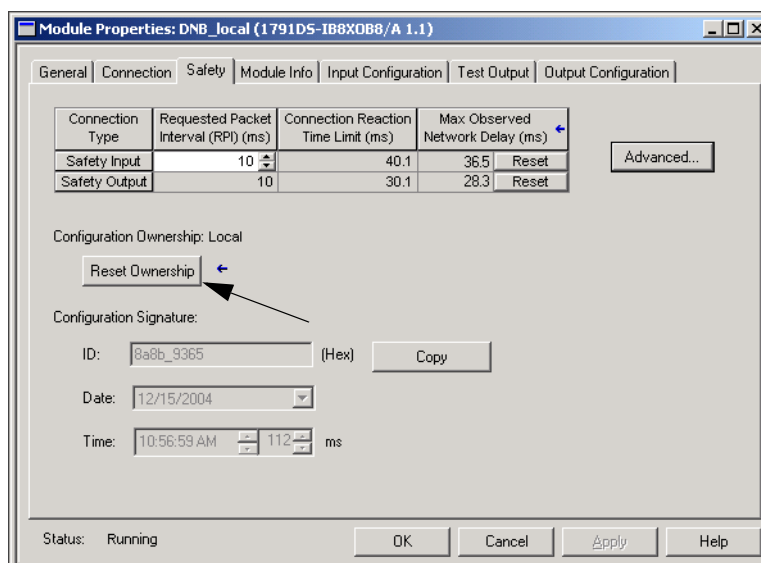 Module Properties: DNB_local (1791DS-IB8XOB8/A 1.1)
General Connection Safety Module Info Input Configuration Test Output Output Configuration
Connection Type Requested Packet Interval (RPI) (ms) Connection Reaction Time Limit (ms) Max Observed Network Delay (ms)
Safety Input 10 40.1 36.5 Reset
Safety Output 10 30.1 28.3 Reset
Advanced...
Configuration Ownership: Local
Reset Ownership
Configuration Signature:
ID: 8a8b_9365 (Hex) Copy
Date: 12/15/2004
Time: 10:56:59 AM 112 ms
Status: Running OK Cancel Apply Help